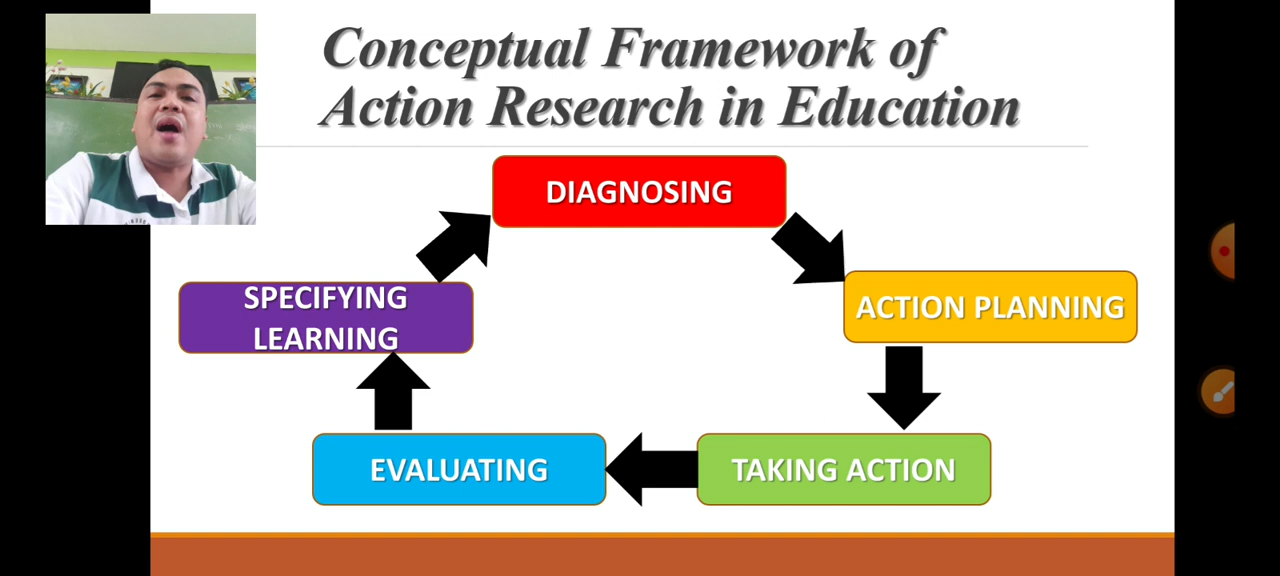 Conceptual Framework of
Action Research in Education
DIAGNOSING
ACTION PLANNING
TAKING ACTION
EVALUATING
SPECIFYING
LEARNING